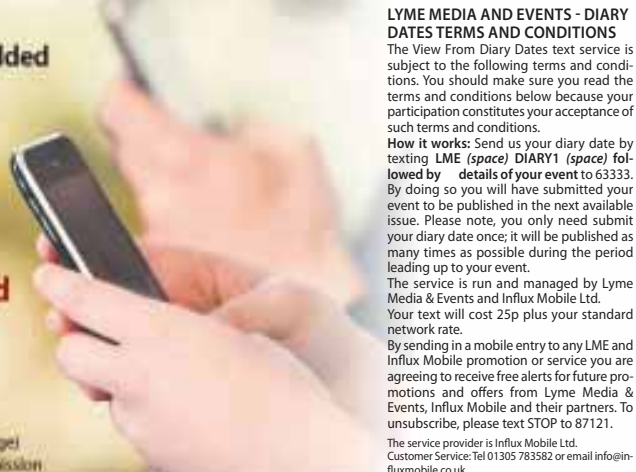 LYME MEDIA AND EVENTS - DIARY
DATES TERMS AND CONDITIONS
The View From Diary Dates text service is
subject to the following terms and condi-
tions. You should make sure you read the
terms and conditions below because your
participation constitutes your acceptance of
such terms and conditions.
How it works: Send us your diary date by
texting LME (space) DIARY1 (space) fol-
lowed by details of your event to 63333.
By doing so you will have submitted your
event to be published in the next available
issue. Please note, you only need submit
your diary date once; it will be published as
many times as possible during the period
leading up to your event.
The service is run and managed by Lyme
Media & Events and Influx Mobile Ltd.
Your text will cost 25p plus your standard
network rate.
By sending in a mobile entry to any LME and
Influx Mobile promotion or service you are
agreeing to receive free alerts for future pro-
motions and offers from Lyme Media &
Events, Influx Mobile and their partners. To
unsubscribe, please text STOP to 87121.
The service provider is Influx Mobile Ltd.
Customer Service: Tel 01305 783582 or email info@in-
fluxmobile.co.uk